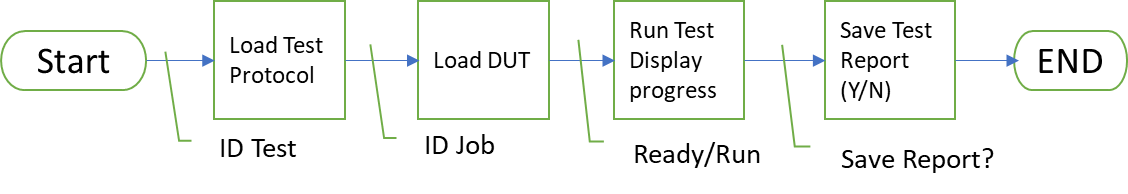 Start
Load Test
Protocol
Load DUT
Run Test
Display
progress
Save Test
Report
(Y/N)
END
ID Test
ID Job
Ready/Run
Save Report?